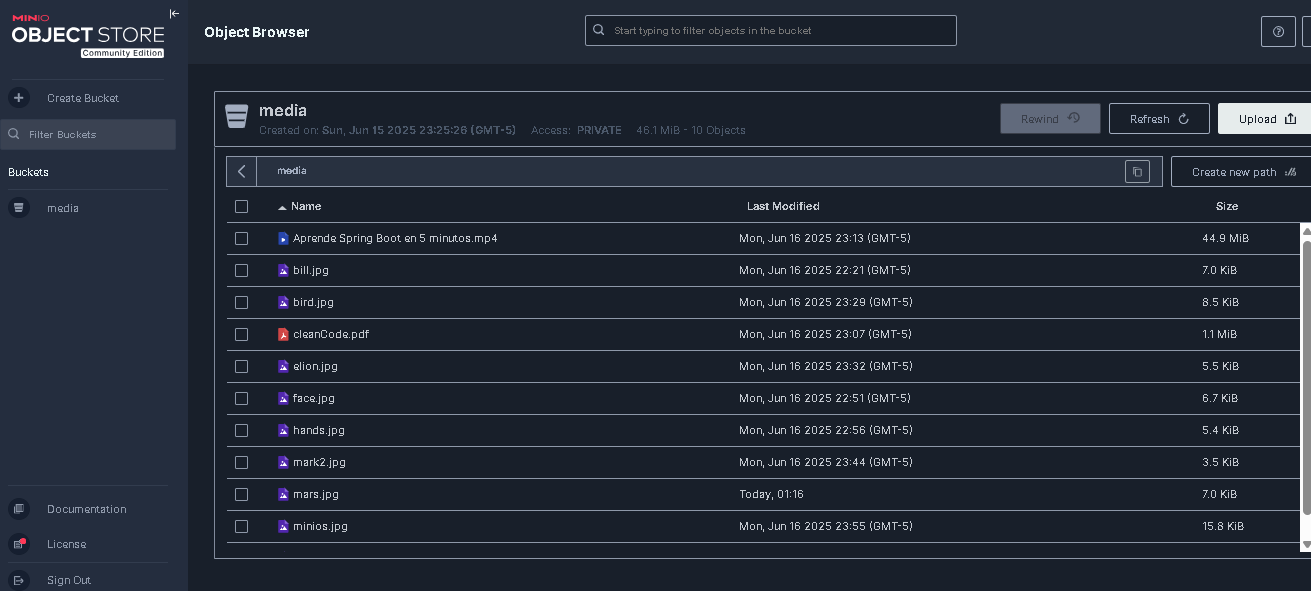 MINIO
OBJECT STORE
Community Edition
Create Bucket
Filter Buckets
Buckets
media
Documentation
License
Sign Out
Object Browser
Start typing to filter objects in the bucket
media
Created on: Sun, Jun 15 2025 23:25:26 (GMT-5) Access: PRIVATE 46.1 MiB - 10 Objects
Rewind
Refresh
Upload
media
Create new path
Name Last Modified Size
Aprende Spring Boot en 5 minutos.mp4 Mon, Jun 16 2025 23:13 (GMT-5) 44.9 MiB
bill.jpg Mon, Jun 16 2025 22:21 (GMT-5) 7.0 KiB
bird.jpg Mon, Jun 16 2025 23:29 (GMT-5) 8.5 KiB
cleanCode.pdf Mon, Jun 16 2025 23:07 (GMT-5) 1.1 MiB
elion.jpg Mon, Jun 16 2025 23:32 (GMT-5) 5.5 KiB
face.jpg Mon, Jun 16 2025 22:51 (GMT-5) 6.7 KiB
hands.jpg Mon, Jun 16 2025 22:56 (GMT-5) 5.4 KiB
mark2.jpg Mon, Jun 16 2025 23:44 (GMT-5) 3.5 KiB
mars.jpg Today, 01:16 7.0 KiB
minios.jpg Mon, Jun 16 2025 23:55 (GMT-5) 15.8 KiB